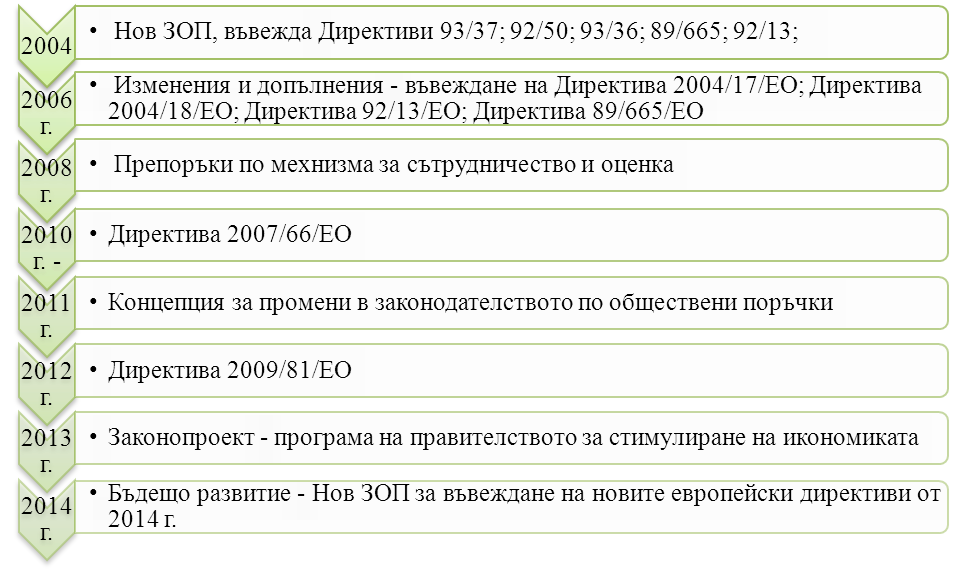 2004
• Нов ЗОП, въвежда Директиви 93/37; 92/50; 93/36; 89/665; 92/13;
2006
г.
• Изменения и допълнения - въвеждане на Директива 2004/17/ЕО; Директива
2004/18/ЕО; Директива 92/13/ЕО; Директива 89/665/ЕО
2008
г.
• Препоръки по мехнизма за сътрудничество и оценка
2010
г. -
• Директива 2007/66/ЕО
2011
г.
• Концепция за промени в законодателството по обществени поръчки
2012
г.
• Директива 2009/81/ЕО
2013
г.
• Законопроект - програма на правителството за стимулиране на икономиката
2014
г.
• Бъдещо развитие - Нов ЗОП за въвеждане на новите европейски директиви от
2014 г.